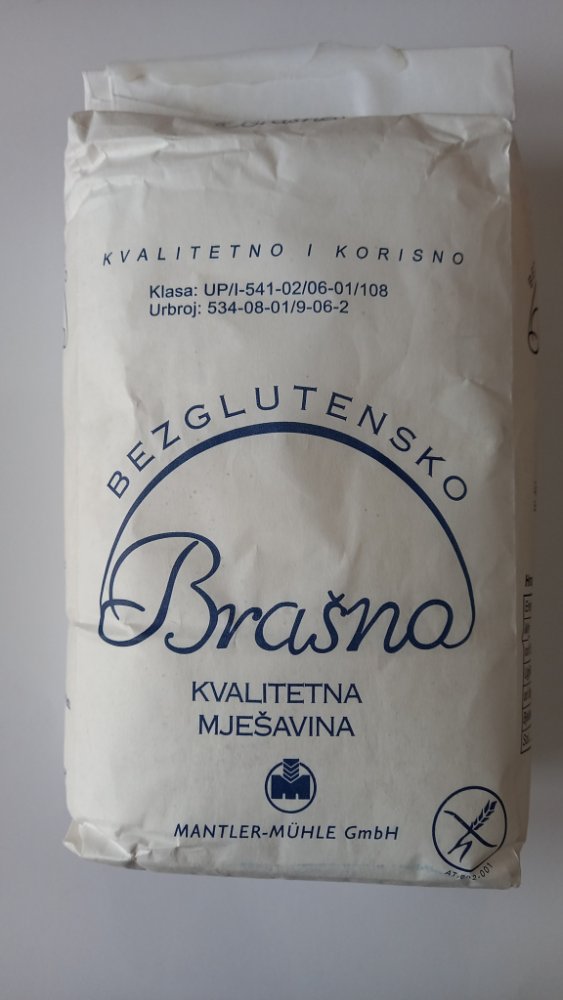 KVALITETNO I KORISNO
Klasa: UP/I-541-02/06-01/108
Urbroj: 534-08-01/9-06-2
BEZGLUTENSKO
Brašno
KVALITETNA
MJEŠAVINA
MANTLER-MÜHLE GmbH